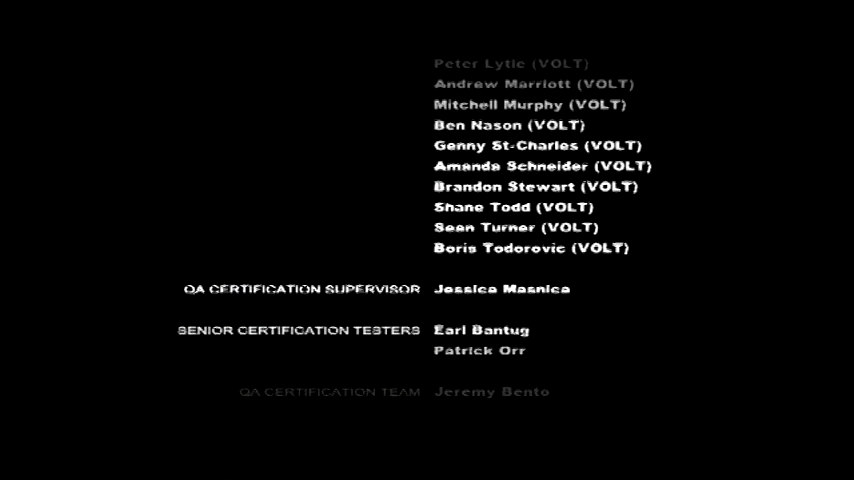 Peter Lytle (VOLT)
Andrew Marriott (VOLT)
Mitchell Murphy (VOLT)
Ben Nason (VOLT)
Genny St-Charles (VOLT)
Amanda Schneider (VOLT)
Brandon Stewart (VOLT)
Shane Todd (VOLT)
Sean Turner (VOLT)
Boris Todorovic (VOLT)
QA CERTIFICATION SUPERVISOR Jessica Masnica
SENIOR CERTIFICATION TESTERS Earl Bantug
Patrick Orr
QA CERTIFICATION TEAM Jeremy Bento